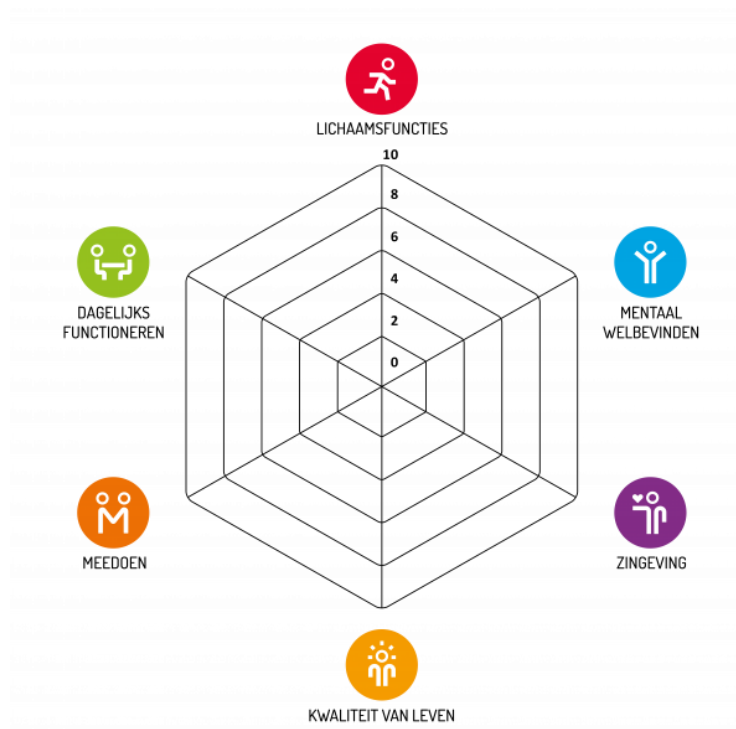 LICHAAMSFUNCTIES
10
8
6
4
2
0
DAGELIJKS
FUNCTIONEREN
MENTAAL
WELBEVINDEN
MEEDOEN
ZINGEVING
KWALITEIT VAN LEVEN